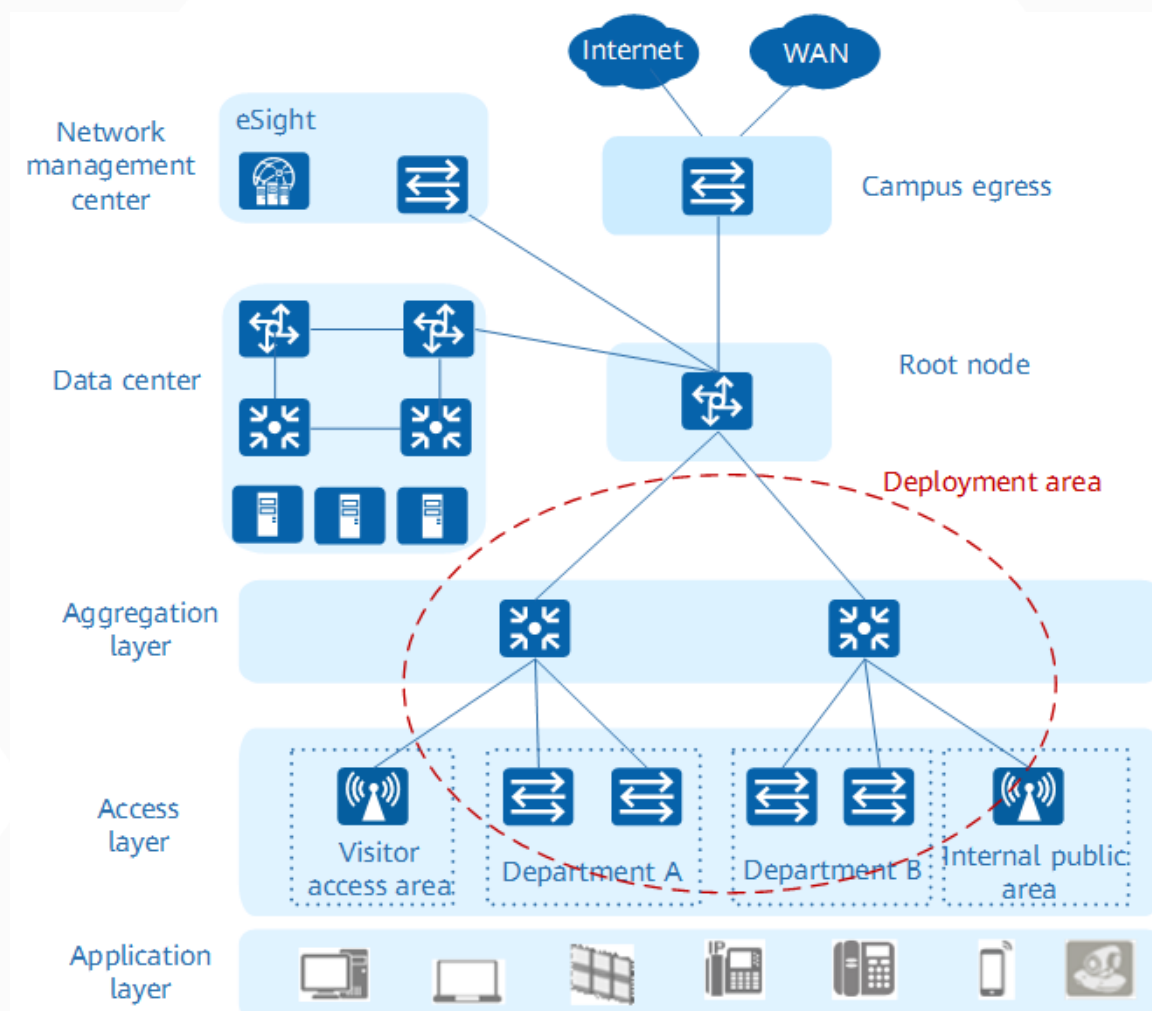 Internet
WAN
Network
management
center
eSight
Campus egress
Data center
Root node
Deployment area
Aggregation
layer
Access
layer
Visitor
access area
Department A
Department B
Internal public
area
Application
layer
IP